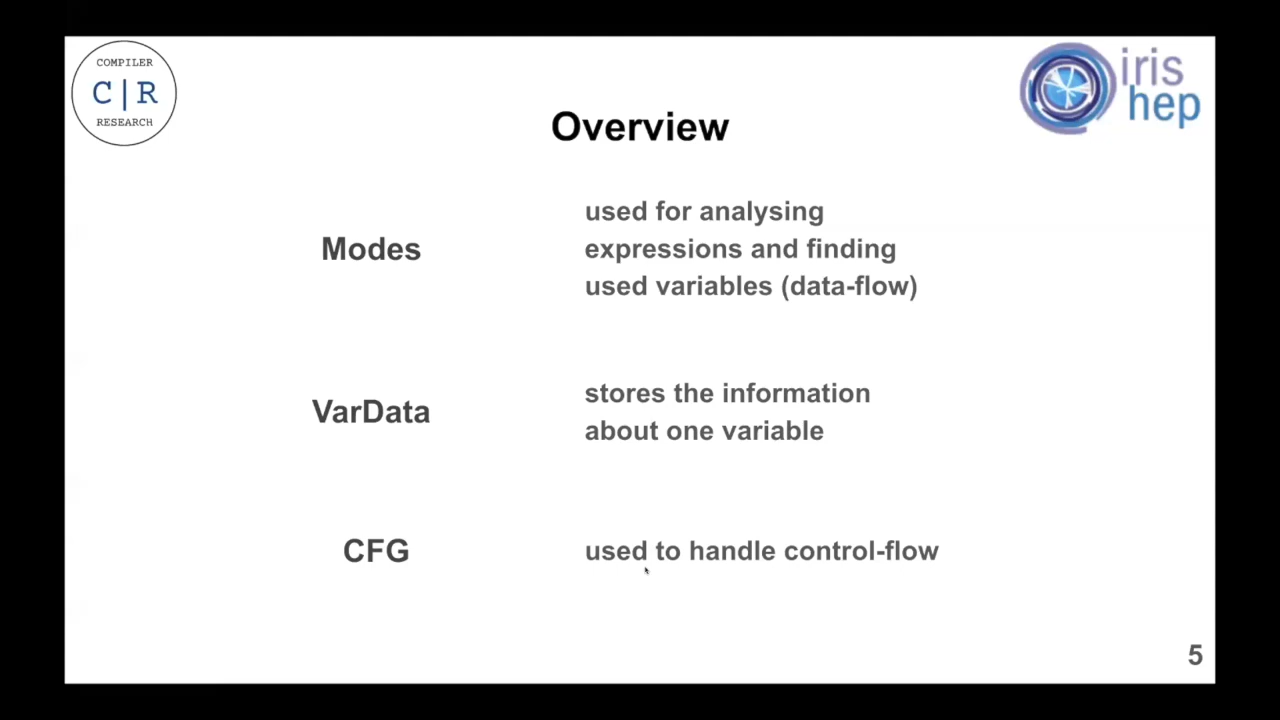 COMPILER
C|R
RESEARCH
iris
hep
Overview
Modes
used for analysing
expressions and finding
used variables (data-flow)
VarData
stores the information
about one variable
CFG
used to handle control-flow
5